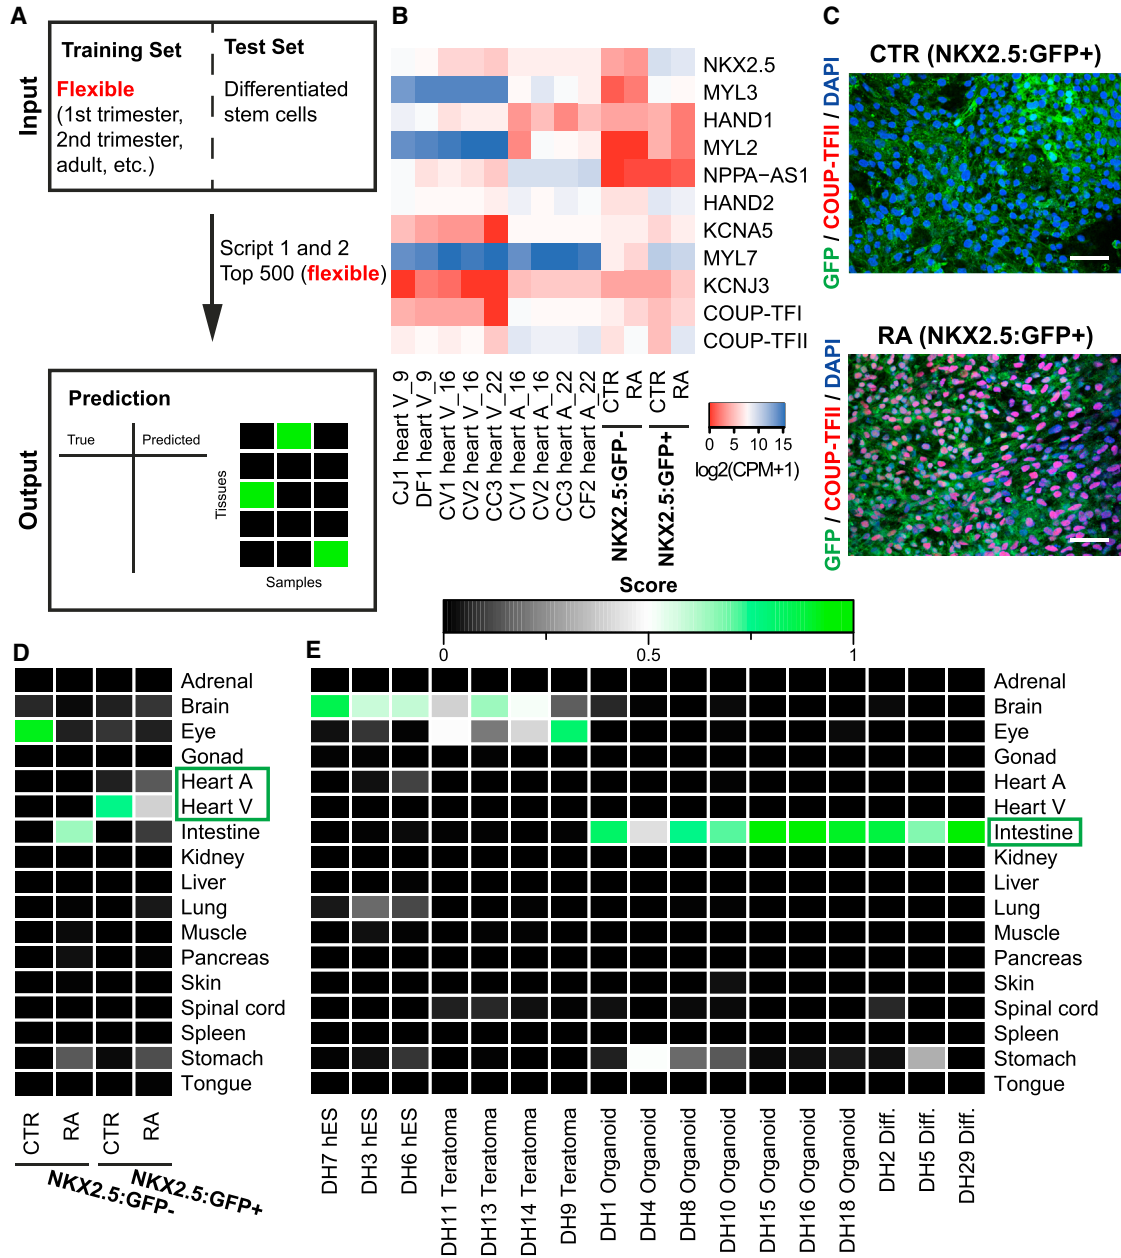 A
Input
Training Set
Flexible
(1st trimester,
2nd trimester,
adult, etc.)
Test Set
Differentiated
stem cells
Script 1 and 2
Top 500 (flexible)
Output
Prediction
True
Predicted
Tissues
Samples
B
NKX2.5
MYL3
HAND1
MYL2
NPPA−AS1
HAND2
KCNA5
MYL7
KCNJ3
COUP-TFI
COUP-TFII
CJ1 heart V_9
DF1 heart V_9
CV1 heart V_16
CV2 heart V_16
CC3 heart V_22
CV1 heart A_16
CV2 heart A_16
CC3 heart A_22
CF2 heart A_22
CTR
RA
CTR
RA
NKX2.5:GFP-
NKX2.5:GFP+
0 5 10 15
log2(CPM+1)
C
CTR (NKX2.5:GFP+)
GFP / COUP-TFII / DAPI
RA (NKX2.5:GFP+)
GFP / COUP-TFII / DAPI
Score
0 0.5 1
D
Adrenal
Brain
Eye
Gonad
Heart A
Heart V
Intestine
Kidney
Liver
Lung
Muscle
Pancreas
Skin
Spinal cord
Spleen
Stomach
Tongue
CTR
RA
CTR
RA
NKX2.5:GFP-
NKX2.5:GFP+
E
Adrenal
Brain
Eye
Gonad
Heart A
Heart V
Intestine
Kidney
Liver
Lung
Muscle
Pancreas
Skin
Spinal cord
Spleen
Stomach
Tongue
DH7 hES
DH3 hES
DH6 hES
DH11 Teratoma
DH13 Teratoma
DH14 Teratoma
DH9 Teratoma
DH1 Organoid
DH4 Organoid
DH8 Organoid
DH10 Organoid
DH15 Organoid
DH16 Organoid
DH18 Organoid
DH2 Diff.
DH5 Diff.
DH29 Diff.